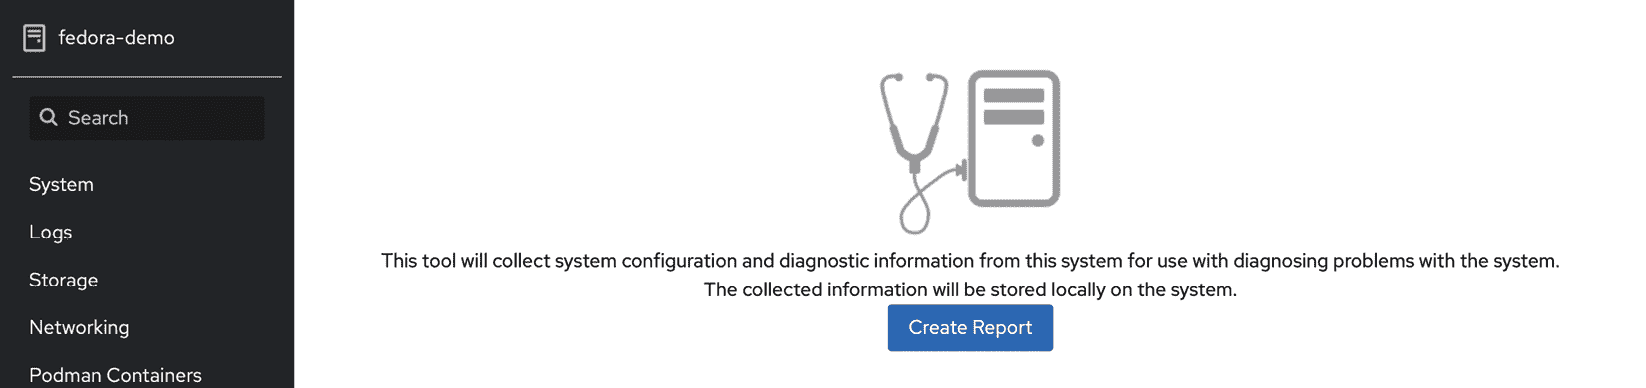 fedora-demo
Search
System
Logs
Storage
Networking
Podman Containers
This tool will collect system configuration and diagnostic information from this system for use with diagnosing problems with the system.
The collected information will be stored locally on the system.
Create Report